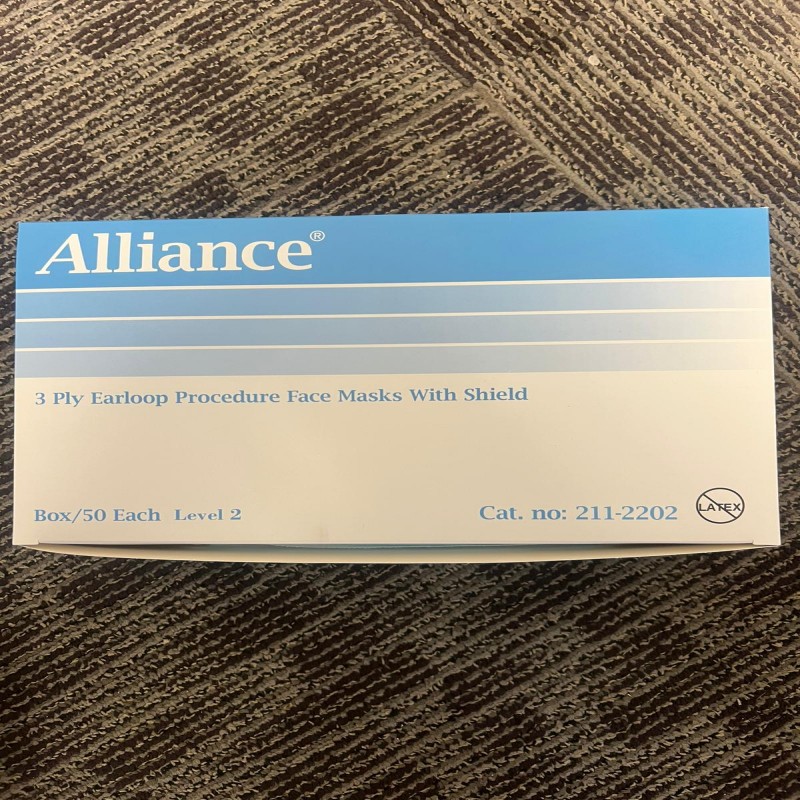 Alliance®
3 Ply Earloop Procedure Face Masks With Shield
Box/50 Each Level 2
Cat. no: 211-2202
LATEX